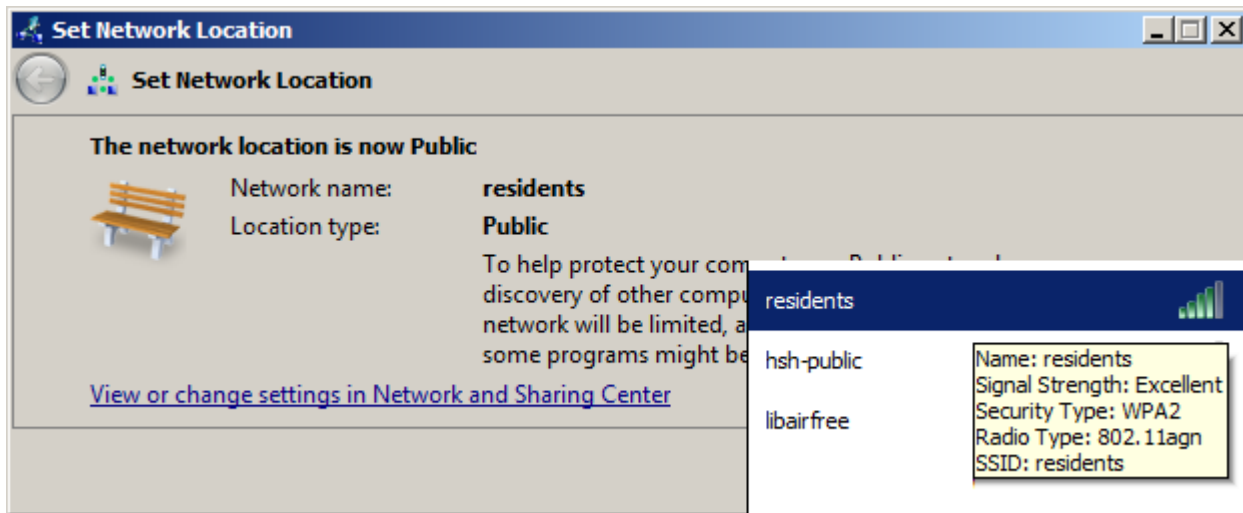 Set Network Location
Set Network Location
The network location is now Public
Network name: residents
Location type: Public
To help protect your
discovery of other
network will be limited,
some programs might be
View or change settings in Network and Sharing Center
residents
hsh-public
libairfree
Name: residents
Signal Strength: Excellent
Security Type: WPA2
Radio Type: 802.11agn
SSID: residents